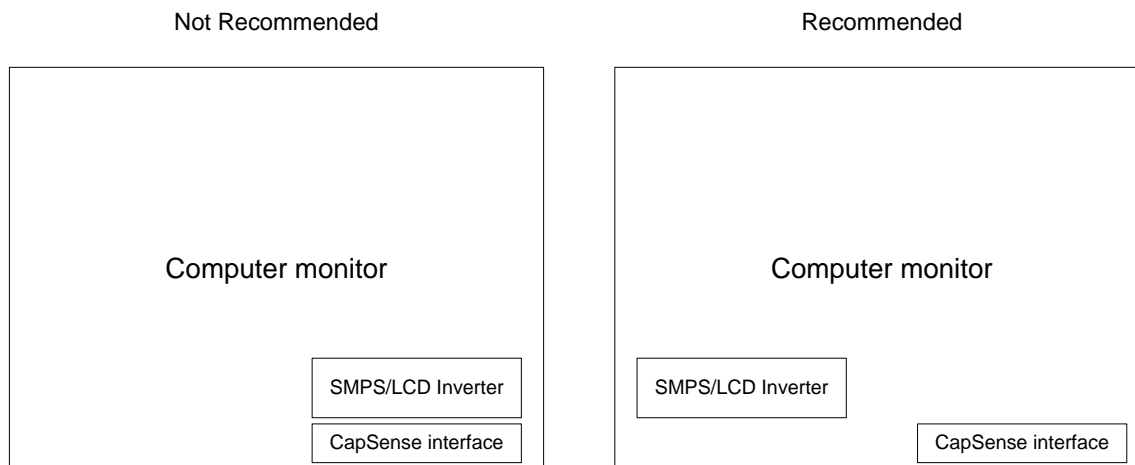 Not Recommended
Recommended
Computer monitor
Computer monitor
SMPS/LCD Inverter
CapSense interface
SMPS/LCD Inverter
CapSense interface